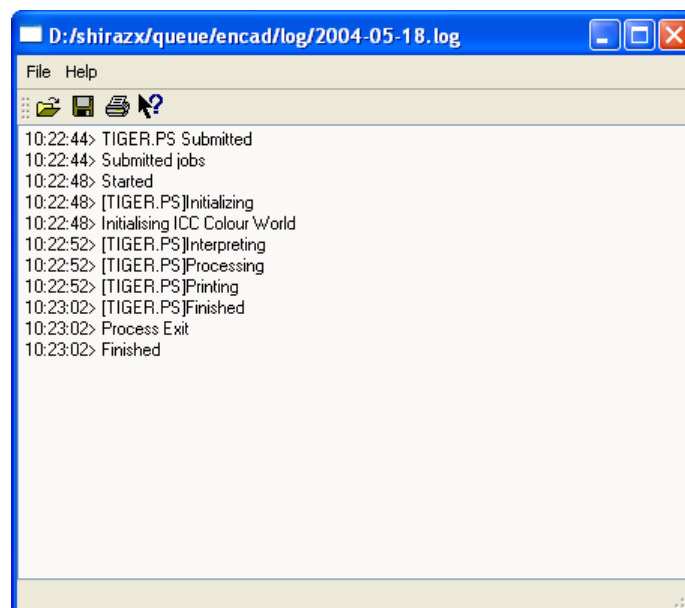 D:/shirazx/queue/encad/log/2004-05-18.log
File Help
10:22:44> TIGER.PS Submitted
10:22:44> Submitted jobs
10:22:48> Started
10:22:48> [TIGER.PS]Initializing
10:22:48> Initialising ICC Colour World
10:22:52> [TIGER.PS]Interpreting
10:22:52> [TIGER.PS]Processing
10:22:52> [TIGER.PS]Printing
10:23:02> [TIGER.PS]Finished
10:23:02> Process Exit
10:23:02> Finished